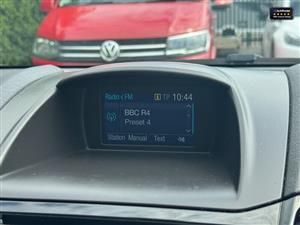 Radio < FM
TP 10:44
BBC R4
Preset 4
Station Manual Text